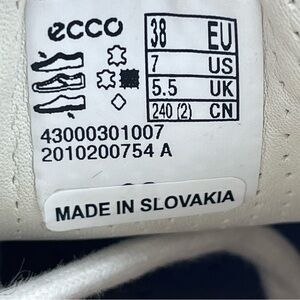 ecco
38 EU
7 US
5.5 UK
240 (2) CN
43000301007
2010200754 A
MADE IN SLOVAKIA